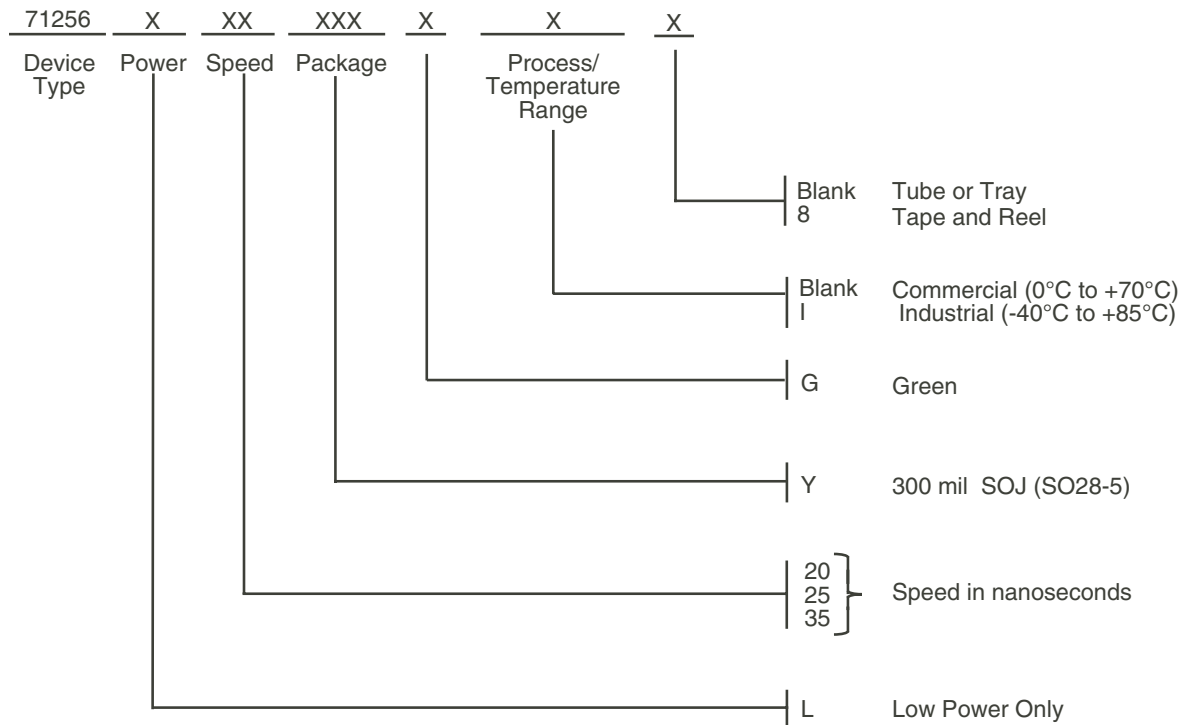 71256 X XX XXX X X X
Device Type
Power
Speed
Package
Process/
Temperature
Range
Blank Tube or Tray
8 Tape and Reel
Blank Commercial (0°C to +70°C)
I Industrial (-40°C to +85°C)
G Green
Y 300 mil SOJ (SO28-5)
20
25
35
Speed in nanoseconds
L Low Power Only